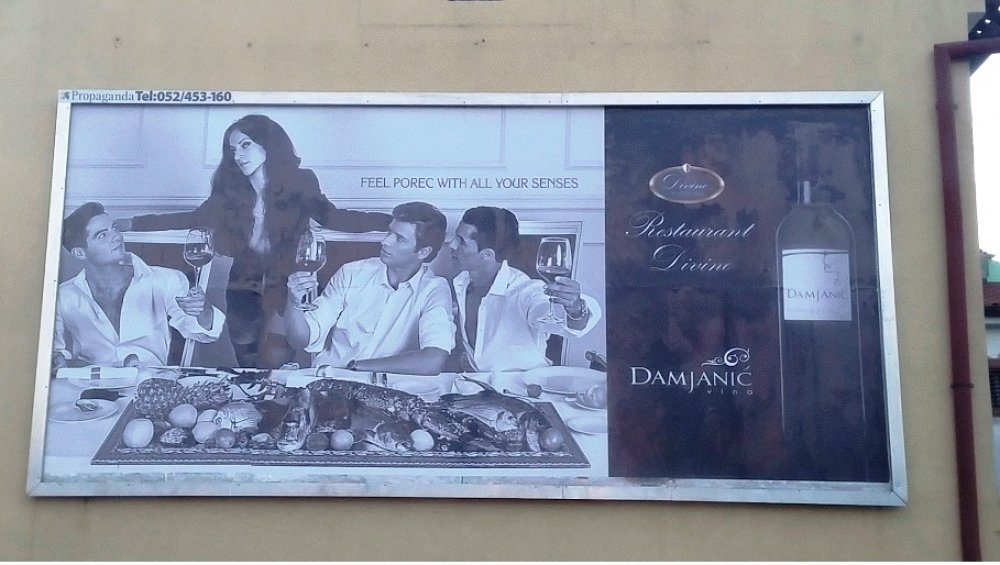 Propaganda Tel:052/453-160
FEEL POREC WITH ALL YOUR SENSES
Divine
Restaurant
Divine
DAMJANIĆ
vina
DAMJANIĆ